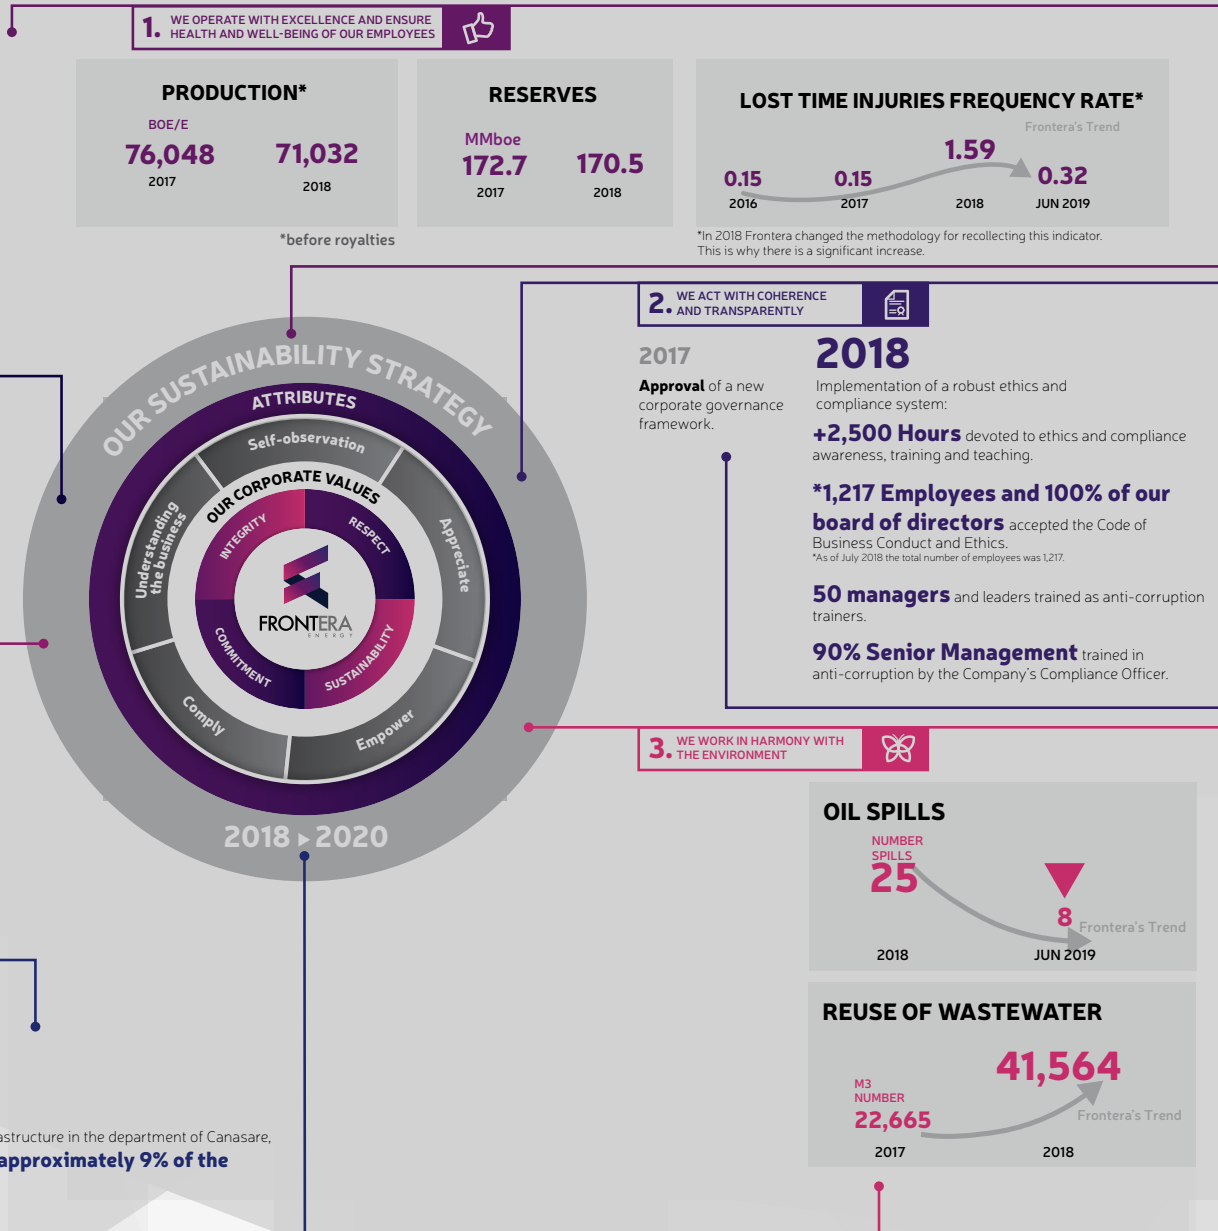 1. WE OPERATE WITH EXCELLENCE AND ENSURE
HEALTH AND WELL-BEING OF OUR EMPLOYEES
PRODUCTION*
BOE/E
76,048
71,032
2017
2018
*before royalties
RESERVES
MMboe
172.7
170.5
2017
2018
LOST TIME INJURIES FREQUENCY RATE*
Frontera's Trend
0.15
0.15
1.59
0.32
2016
2017
2018
JUN 2019
*In 2018 Frontera changed the methodology for recollecting this indicator.
This is why there is a significant increase.
OUR SUSTAINABILITY STRATEGY
ATTRIBUTES
Self-observation
Appreciate
Empower
Comply
Understanding
the business
OUR CORPORATE VALUES
INTEGRITY
RESPECT
SUSTAINABILITY
COMMITMENT
FRONTERA
ENERGY
2018 ▸ 2020
2. WE ACT WITH COHERENCE
AND TRANSPARENTLY
2017
Approval of a new
corporate governance
framework.
2018
Implementation of a robust ethics and
compliance system:
+2,500 Hours devoted to ethics and compliance
awareness, training and teaching.
*1,217 Employees and 100% of our
board of directors accepted the Code of
Business Conduct and Ethics.
*As of July 2018 the total number of employees was 1,217.
50 managers and leaders trained as anti-corruption
trainers.
90% Senior Management trained in
anti-corruption by the Company's Compliance Officer.
3. WE WORK IN HARMONY WITH
THE ENVIRONMENT
OIL SPILLS
NUMBER
SPILLS
25
8
Frontera's Trend
2018
JUN 2019
REUSE OF WASTEWATER
41,564
M3
NUMBER
22,665
Frontera's Trend
2017
2018
astructure in the department of Canasare,
approximately 9% of the